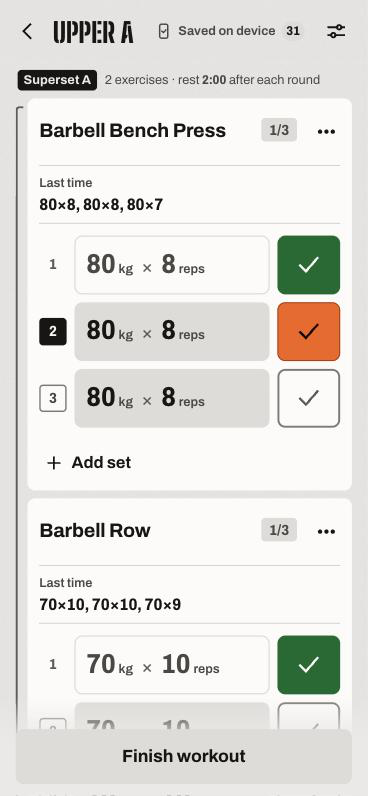 UPPER A
Saved on device 31
Superset A 2 exercises · rest 2:00 after each round
Barbell Bench Press 1/3
Last time
80×8, 80×8, 80×7
1 80 kg × 8 reps
2 80 kg × 8 reps
3 80 kg × 8 reps
+ Add set
Barbell Row 1/3
Last time
70×10, 70×10, 70×9
1 70 kg × 10 reps
2 70 10
Finish workout